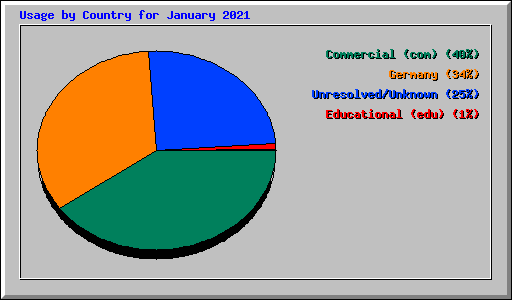 Usage by Country for January 2021
Commercial (com) (40%)
Germany (34%)
Unresolved/Unknown (25%)
Educational (edu) (1%)